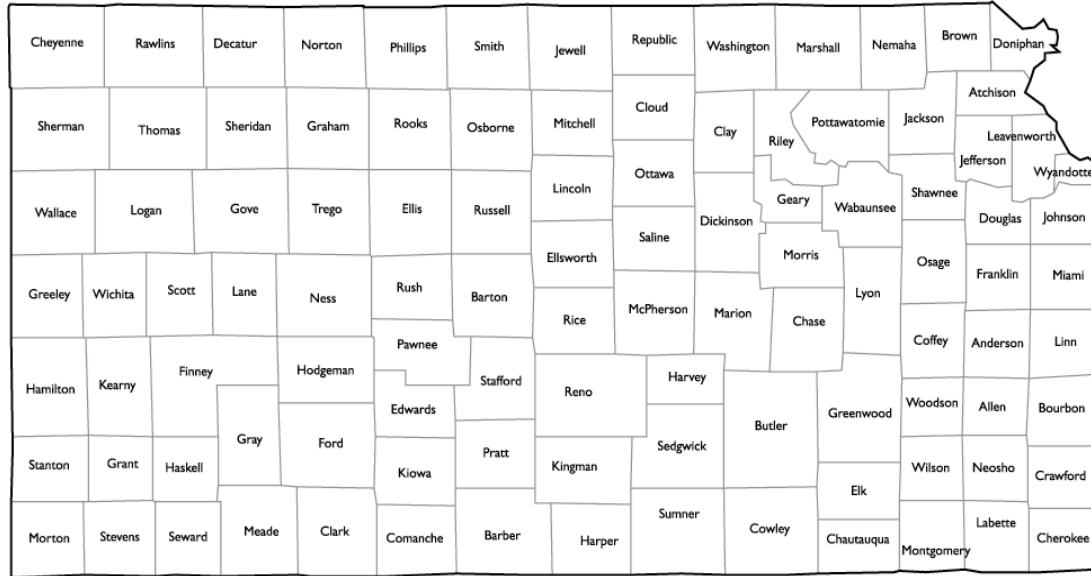 Cheyenne
Rawlins
Decatur
Norton
Phillips
Smith
Jewell
Republic
Washington
Marshall
Nemaha
Brown
Doniphan
Sherman
Thomas
Sheridan
Graham
Rooks
Osborne
Mitchell
Cloud
Clay
Riley
Pottawatomie
Jackson
Atchison
Leavenworth
Jefferson
Wyandotte
Wallace
Logan
Gove
Trego
Ellis
Russell
Lincoln
Ottawa
Dickinson
Geary
Wabaunsee
Shawnee
Douglas
Johnson
Saline
Ellsworth
Morris
Osage
Franklin
Miami
Greeley
Wichita
Scott
Lane
Ness
Rush
Barton
Rice
McPherson
Marion
Chase
Lyon
Coffey
Anderson
Linn
Hamilton
Kearny
Finney
Hodgeman
Pawnee
Stafford
Edwards
Reno
Harvey
Butler
Greenwood
Woodson
Allen
Bourbon
Gray
Ford
Kiowa
Pratt
Kingman
Sedgwick
Stanton
Grant
Haskell
Elk
Wilson
Neosho
Crawford
Morton
Stevens
Seward
Meade
Clark
Comanche
Barber
Harper
Sumner
Cowley
Chautauqua
Montgomery
Labette
Cherokee